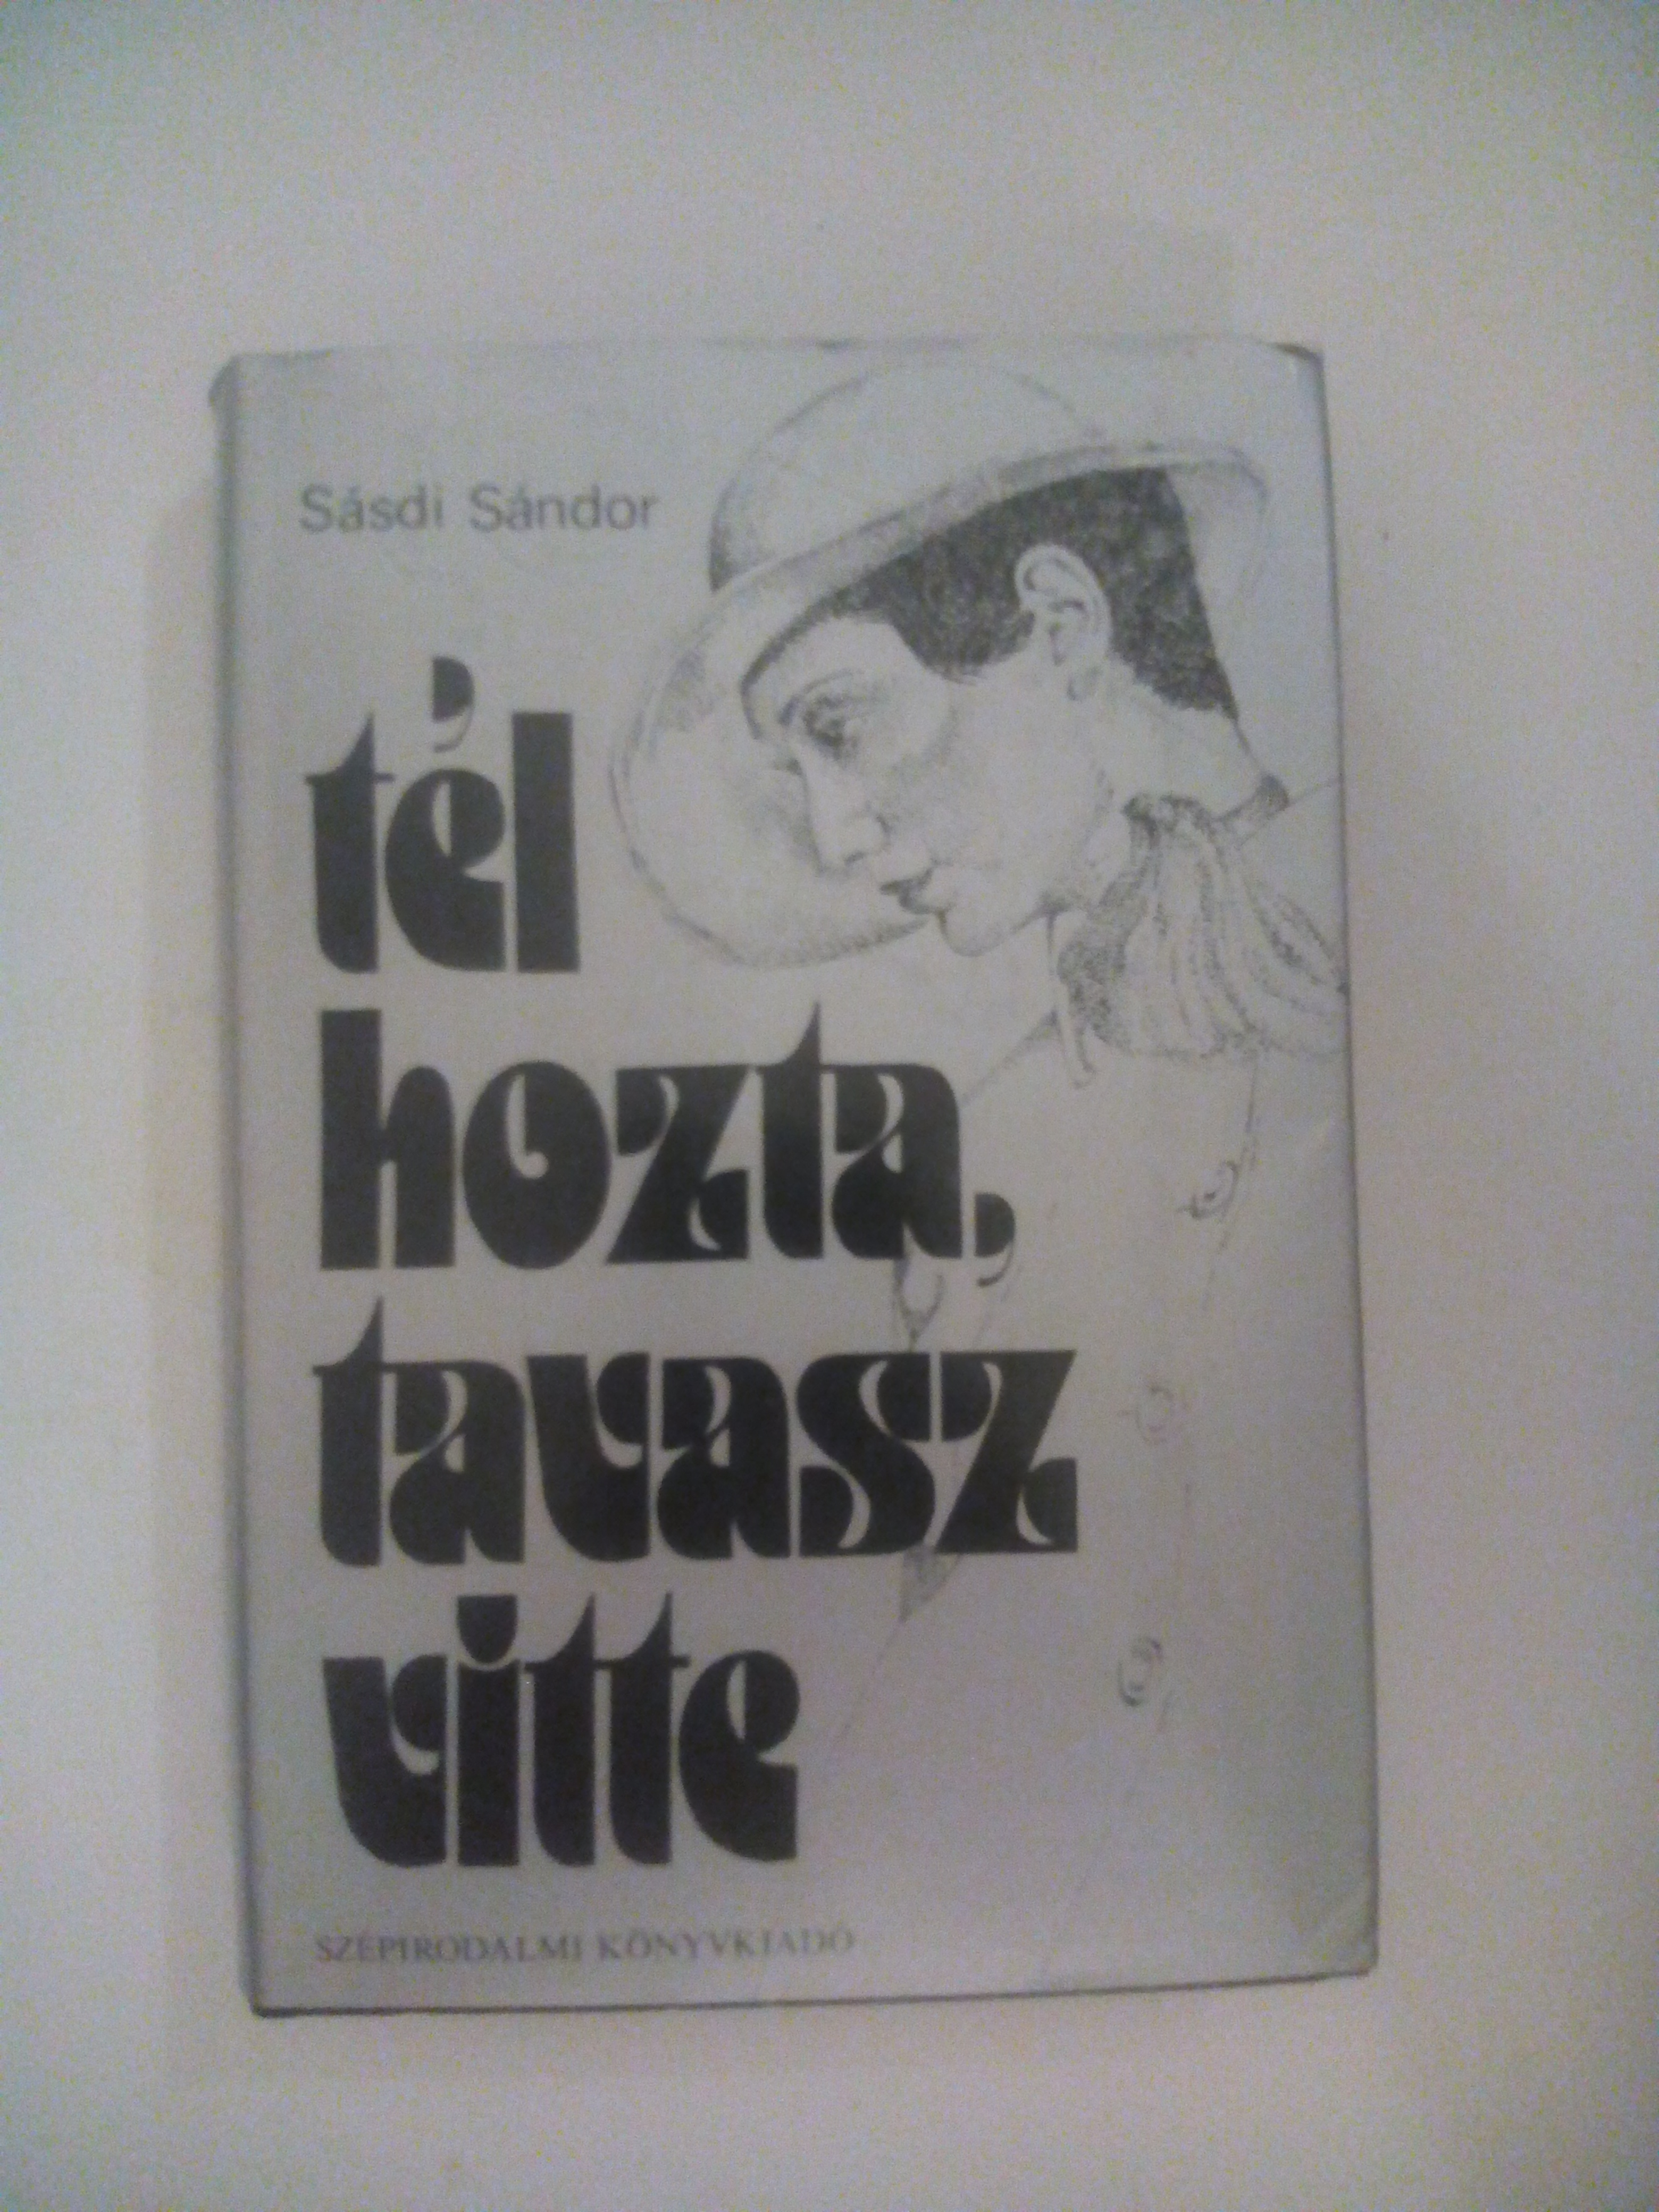 Sásdi Sándor
tél
hozta,
tavasz
vitte
SZÉPIRODALMI KÖNYVKIADÓ